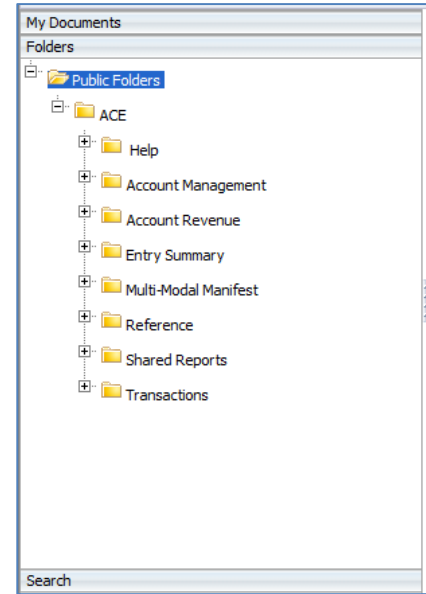 My Documents
Folders
Public Folders
ACE
Help
Account Management
Account Revenue
Entry Summary
Multi-Modal Manifest
Reference
Shared Reports
Transactions
Search